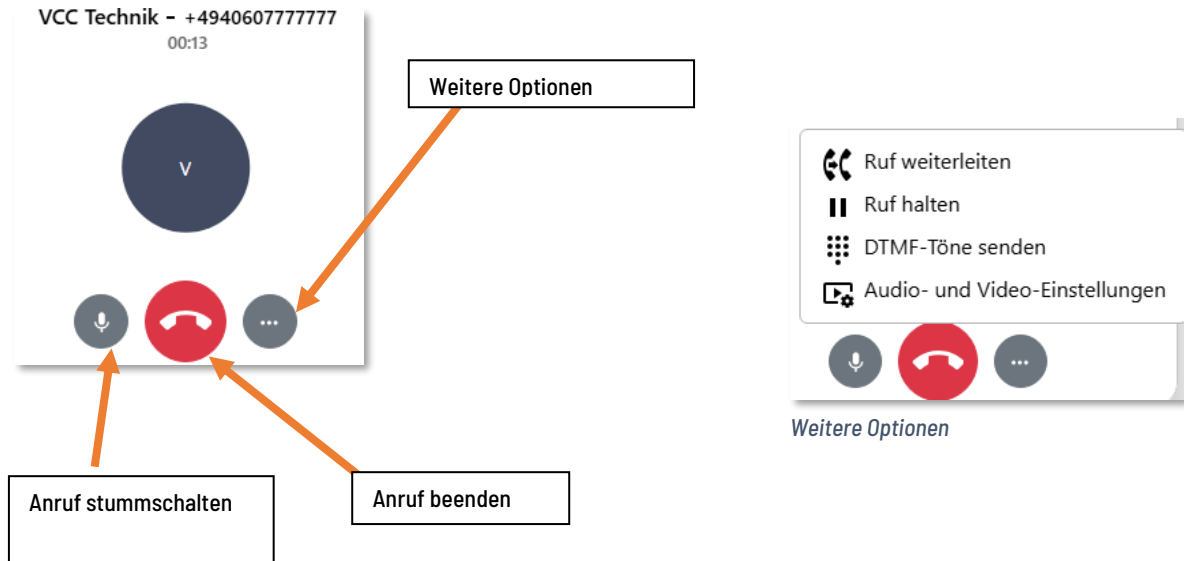 VCC Technik - +4940607777777
00:13
Weitere Optionen
V
Anruf stummschalten
Anruf beenden
Ruf weiterleiten
Ruf halten
DTMF-Töne senden
Audio- und Video-Einstellungen
Weitere Optionen